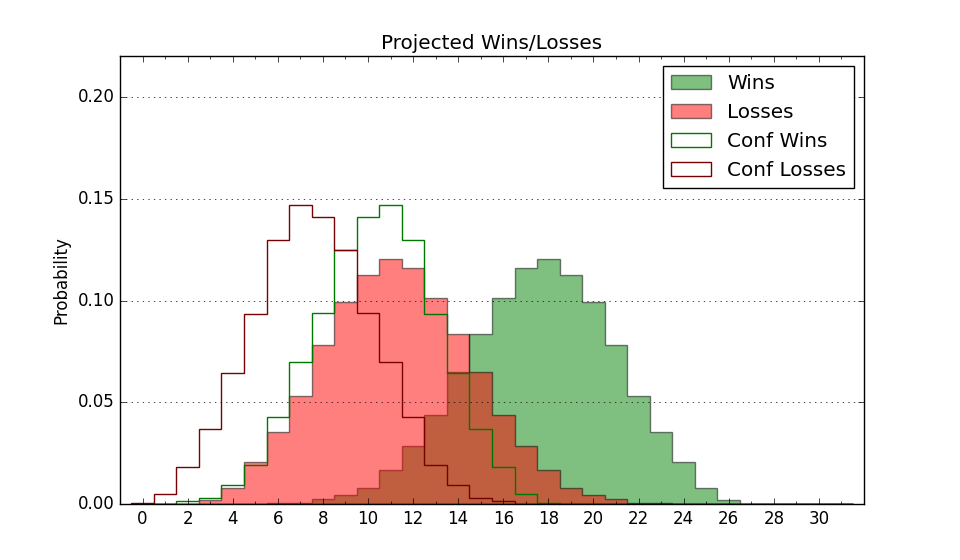 Projected Wins/Losses
Wins
Losses
Conf Wins
Conf Losses
Probability
0.20
0.15
0.10
0.05
0.00
0 2 4 6 8 10 12 14 16 18 20 22 24 26 28 30